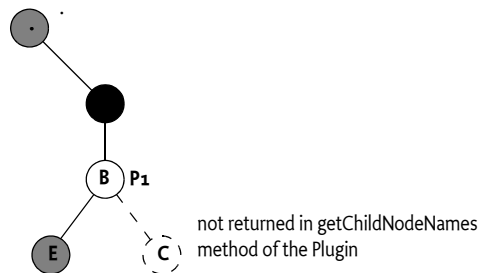 .
B P1
E
C
not returned in getChildNodeNames
method of the Plugin